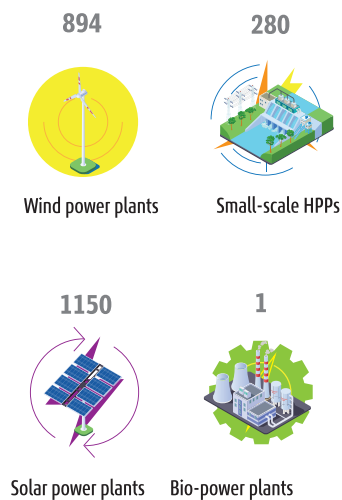 894
280
Wind power plants
Small-scale HPPs
1150
1
Solar power plants
Bio-power plants